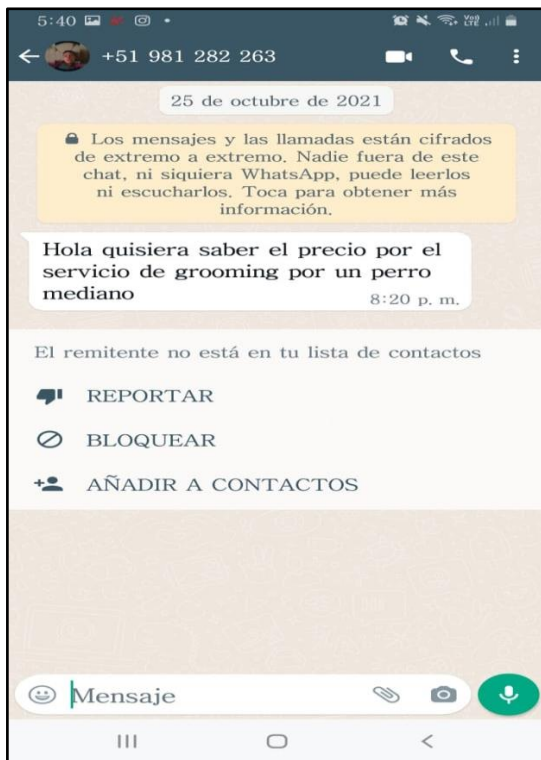 5:40
+51 981 282 263
25 de octubre de 2021
Los mensajes y las llamadas están cifrados
de extremo a extremo. Nadie fuera de este
chat, ni siquiera WhatsApp, puede leerlos
ni escucharlos. Toca para obtener más
información.
Hola quisiera saber el precio por el
servicio de grooming por un perro
mediano
8:20 p. m.
El remitente no está en tu lista de contactos
REPORTAR
BLOQUEAR
AÑADIR A CONTACTOS
Mensaje